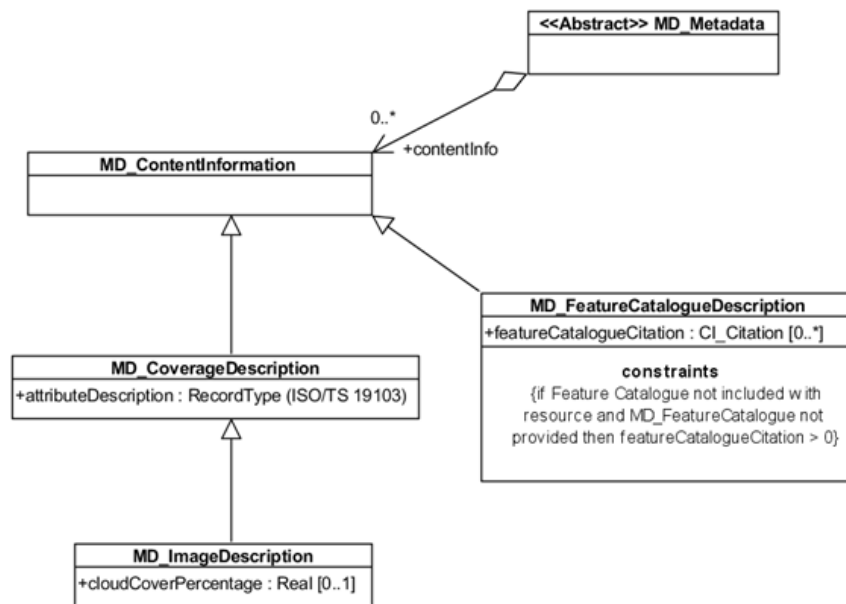 <<Abstract>> MD_Metadata
0..*
+contentInfo
MD_ContentInformation
MD_FeatureCatalogueDescription
+featureCatalogueCitation : CI_Citation [0..*]
constraints
{if Feature Catalogue not included with
resource and MD_FeatureCatalogue not
provided then featureCatalogueCitation > 0}
MD_CoverageDescription
+attributeDescription : RecordType (ISO/TS 19103)
MD_ImageDescription
+cloudCoverPercentage : Real [0..1]